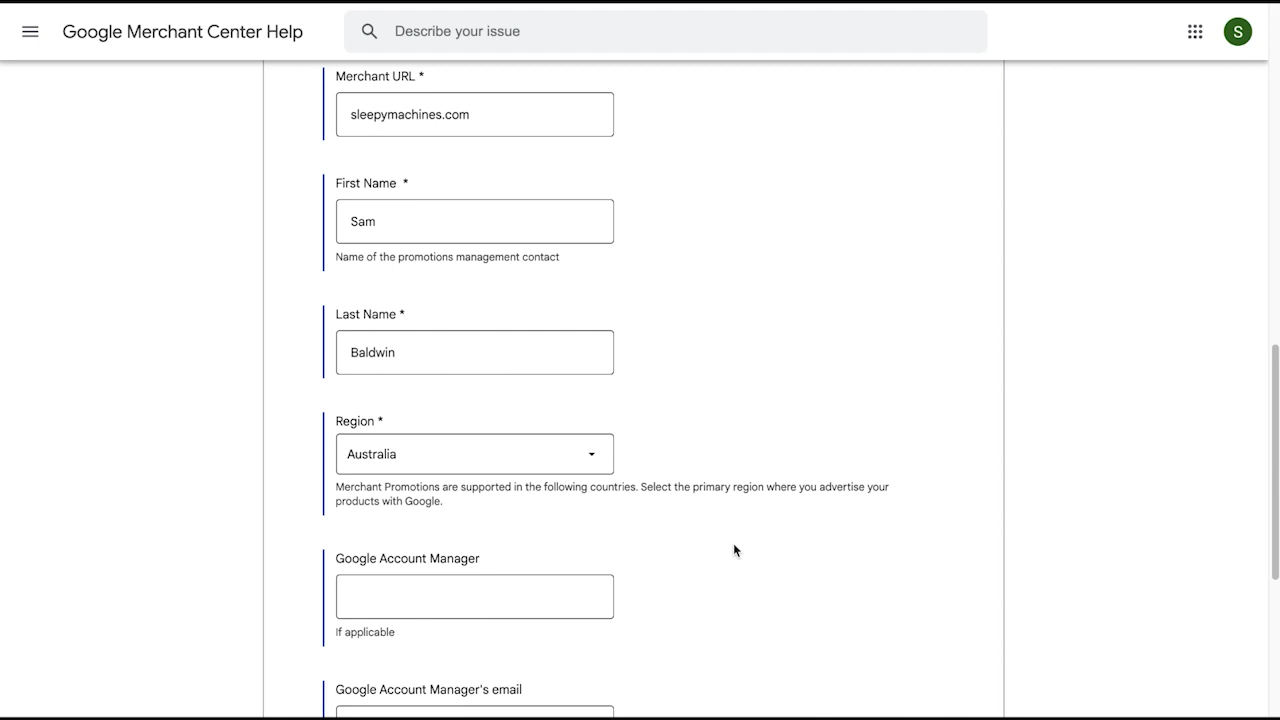 Google Merchant Center Help
Describe your issue
S
Merchant URL *
sleepymachines.com
First Name *
Sam
Name of the promotions management contact
Last Name *
Baldwin
Region *
Australia
Merchant Promotions are supported in the following countries. Select the primary region where you advertise your
products with Google.
Google Account Manager
If applicable
Google Account Manager's email